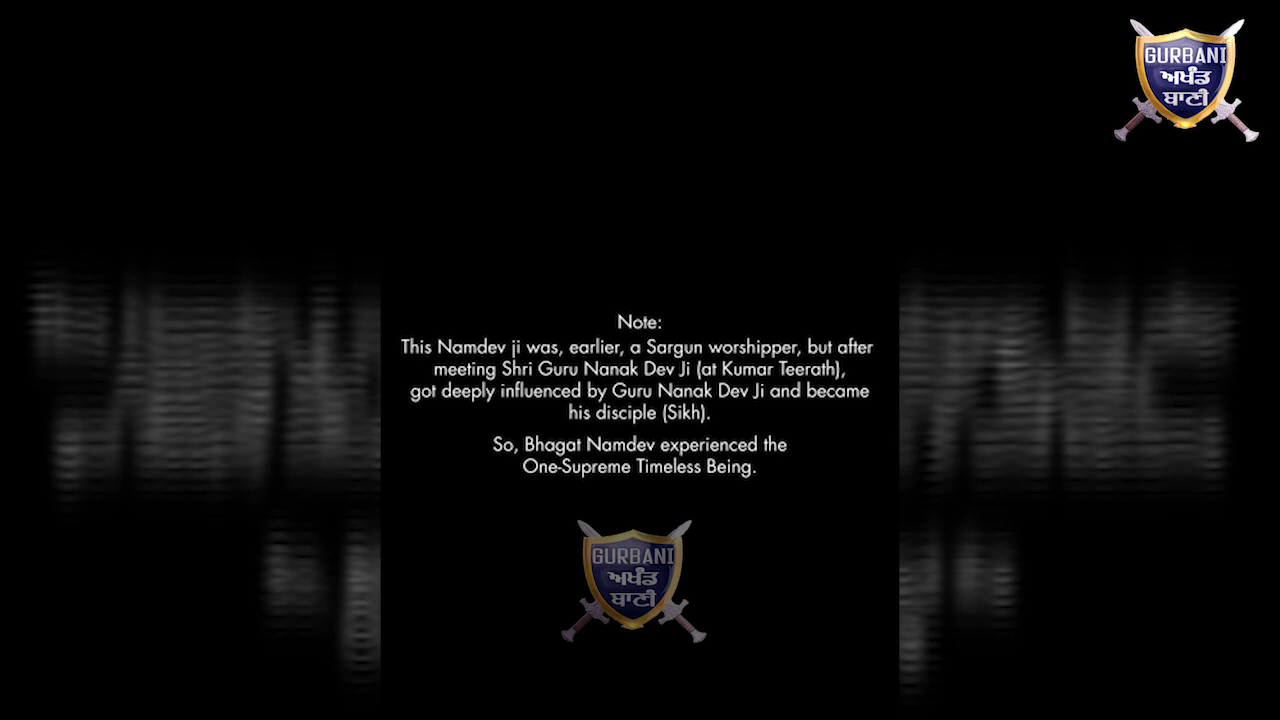 GURBANI
ਅਖੰਡ
ਬਾਣੀ
Note:
This Namdev ji was, earlier, a Sargun worshipper, but after
meeting Shri Guru Nanak Dev Ji (at Kumar Teerath),
got deeply influenced by Guru Nanak Dev Ji and became
his disciple (Sikh).
So, Bhagat Namdev experienced the
One-Supreme Timeless Being.
GURBANI
ਅਖੰਡ
ਬਾਣੀ